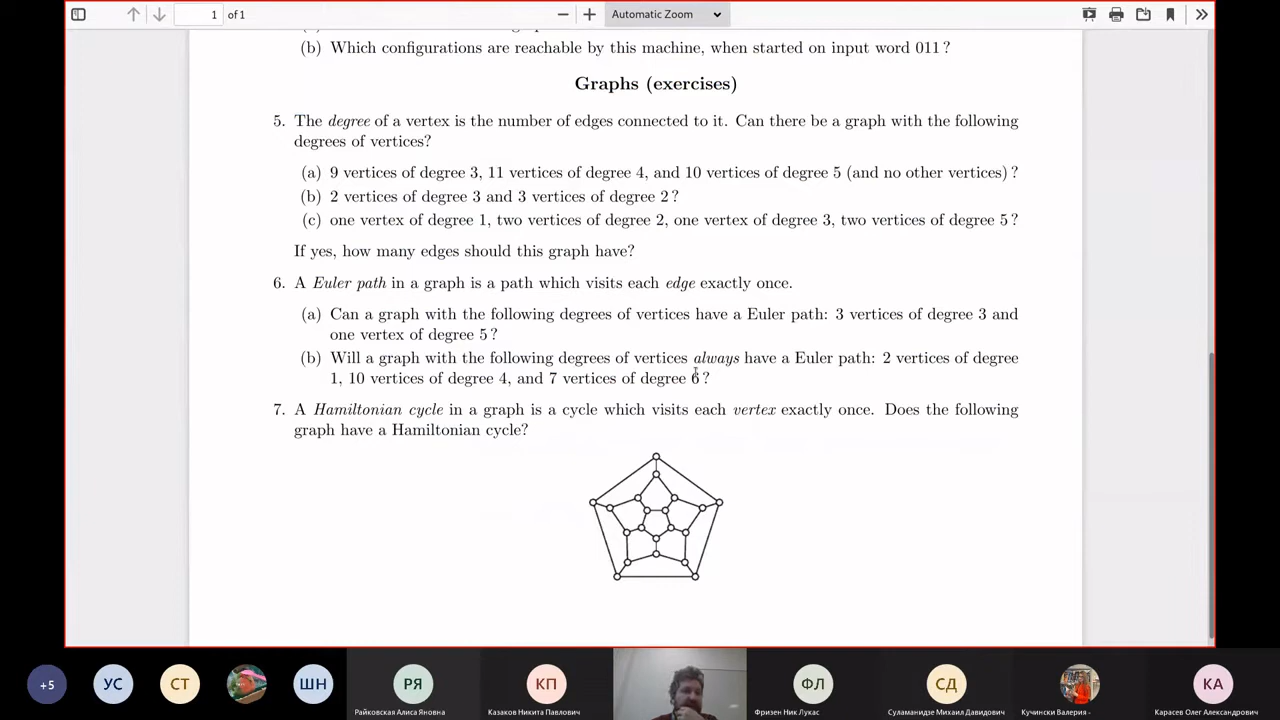 1 of 1 Automatic Zoom
(b) Which configurations are reachable by this machine, when started on input word 011 ?
Graphs (exercises)
5. The degree of a vertex is the number of edges connected to it. Can there be a graph with the following
degrees of vertices?
(a) 9 vertices of degree 3, 11 vertices of degree 4, and 10 vertices of degree 5 (and no other vertices) ?
(b) 2 vertices of degree 3 and 3 vertices of degree 2 ?
(c) one vertex of degree 1, two vertices of degree 2, one vertex of degree 3, two vertices of degree 5 ?
If yes, how many edges should this graph have?
6. A Euler path in a graph is a path which visits each edge exactly once.
(a) Can a graph with the following degrees of vertices have a Euler path: 3 vertices of degree 3 and
one vertex of degree 5 ?
(b) Will a graph with the following degrees of vertices always have a Euler path: 2 vertices of degree
1, 10 vertices of degree 4, and 7 vertices of degree 6 ?
7. A Hamiltonian cycle in a graph is a cycle which visits each vertex exactly once. Does the following
graph have a Hamiltonian cycle?
+5 УС СТ ШН РЯ КП ФЛ СД КА
Райковская Алиса Яновна Казаков Никита Павлович Фризен Ник Лукас Суламанидзе Михаил Давидович Кучински Валерия - Карасев Олег Александрович